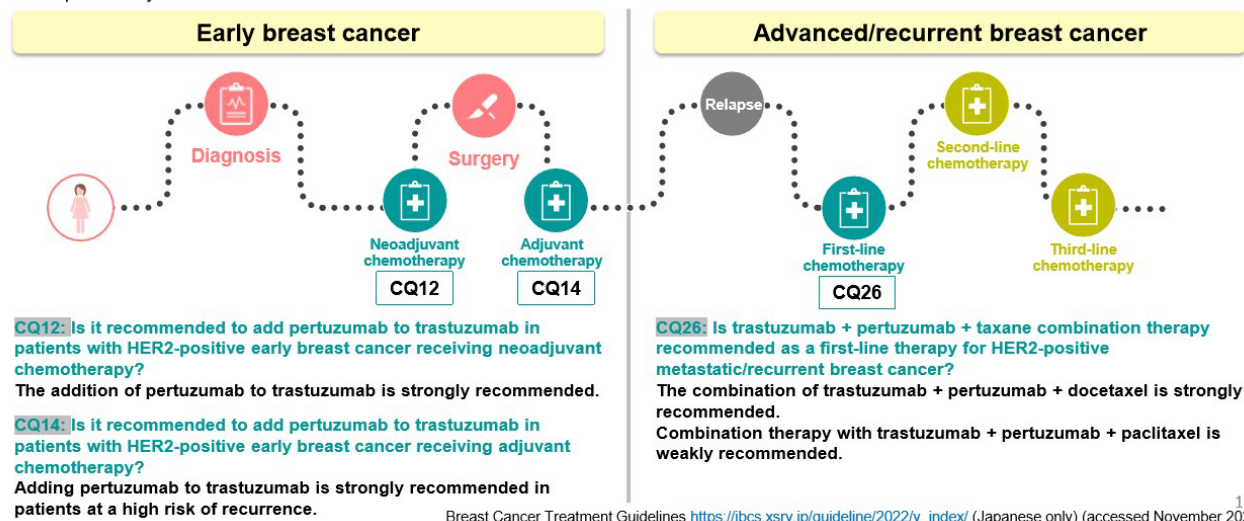 Early breast cancer
Advanced/recurrent breast cancer
Diagnosis
Surgery
Neoadjuvant
chemotherapy
CQ12
Adjuvant
chemotherapy
CQ14
Relapse
First-line
chemotherapy
CQ26
Second-line
chemotherapy
Third-line
chemotherapy
CQ12: Is it recommended to add pertuzumab to trastuzumab in
patients with HER2-positive early breast cancer receiving neoadjuvant
chemotherapy?
The addition of pertuzumab to trastuzumab is strongly recommended.
CQ14: Is it recommended to add pertuzumab to trastuzumab in
patients with HER2-positive early breast cancer receiving adjuvant
chemotherapy?
Adding pertuzumab to trastuzumab is strongly recommended in
patients at a high risk of recurrence.
CQ26: Is trastuzumab + pertuzumab + taxane combination therapy
recommended as a first-line therapy for HER2-positive
metastatic/recurrent breast cancer?
The combination of trastuzumab + pertuzumab + docetaxel is strongly
recommended.
Combination therapy with trastuzumab + pertuzumab + paclitaxel is
weakly recommended.
1
Breast Cancer Treatment Guidelines https://jbcs.xsrv.jp/guideline/2022/y_index/ (Japanese only) (accessed November